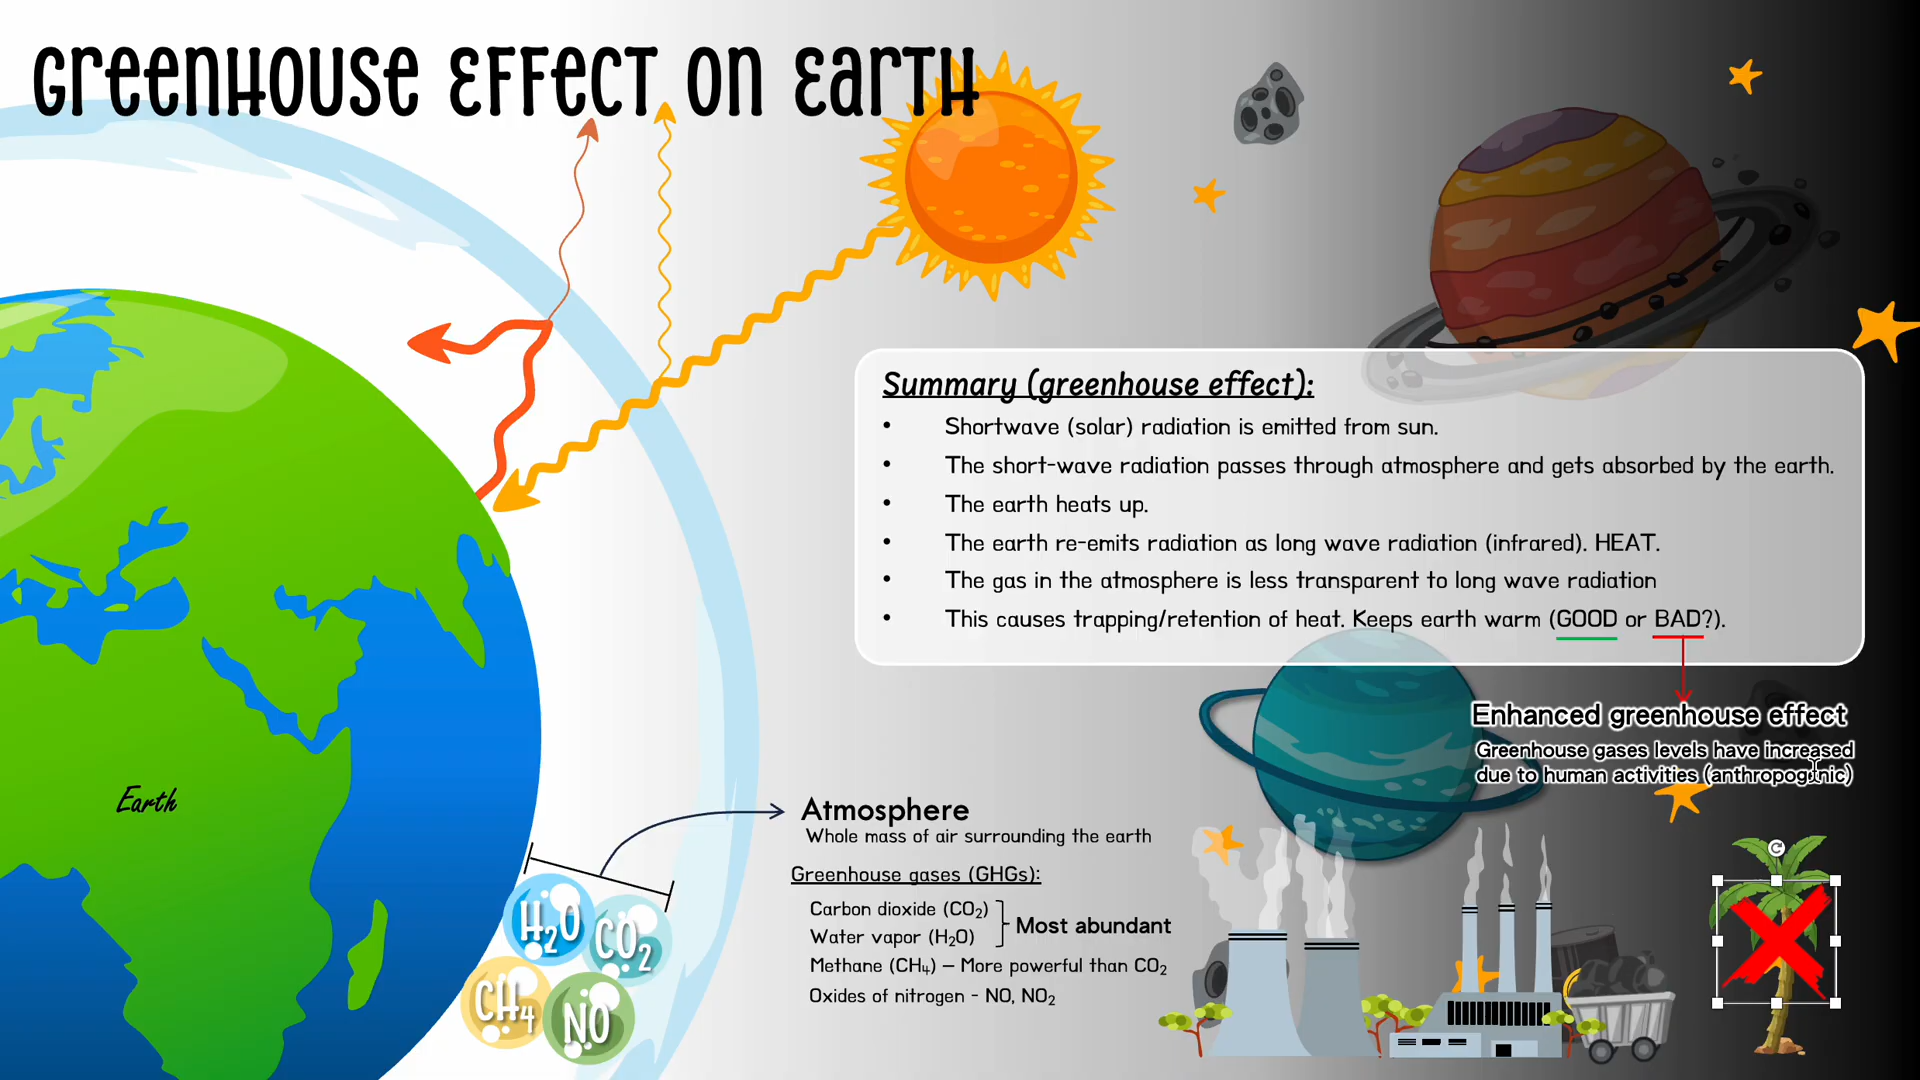 Greenhouse Effect on Earth
Summary (greenhouse effect):
• Shortwave (solar) radiation is emitted from sun.
• The short-wave radiation passes through atmosphere and gets absorbed by the earth.
• The earth heats up.
• The earth re-emits radiation as long wave radiation (infrared). HEAT.
• The gas in the atmosphere is less transparent to long wave radiation
• This causes trapping/retention of heat. Keeps earth warm (GOOD or BAD?).
Enhanced greenhouse effect
Greenhouse gases levels have increased
due to human activities (anthropogenic)
Earth
Atmosphere
Whole mass of air surrounding the earth
Greenhouse gases (GHGs):
Carbon dioxide (CO₂)
Water vapor (H₂O)
Most abundant
Methane (CH₄) – More powerful than CO₂
Oxides of nitrogen - NO, NO₂
H₂O
CO₂
CH₄
NO